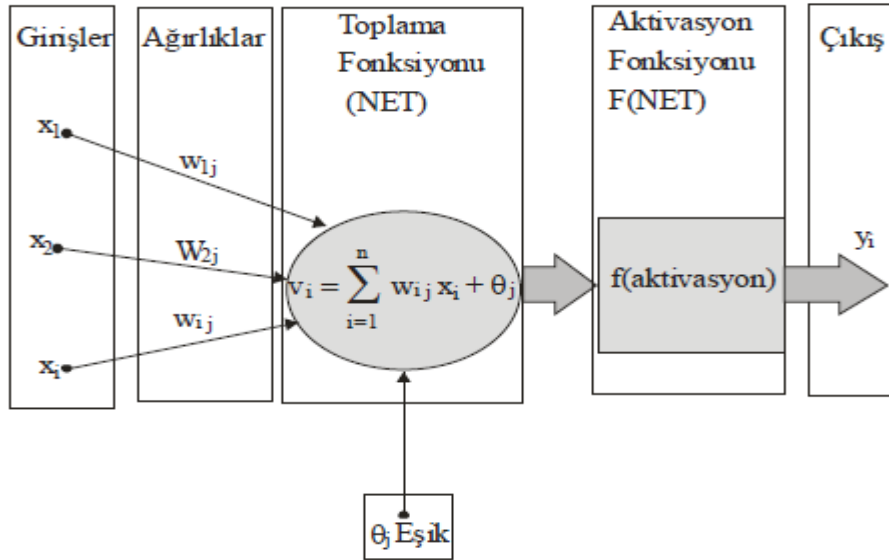 Girişler
x1
x2
xi
Ağırlıklar
w1j
W2j
wij
Toplama
Fonksiyonu
(NET)
vi = ∑ i=1 n wij xi + θj
θj Eşik
Aktivasyon
Fonksiyonu
F(NET)
f(aktivasyon)
Çıkış
yi